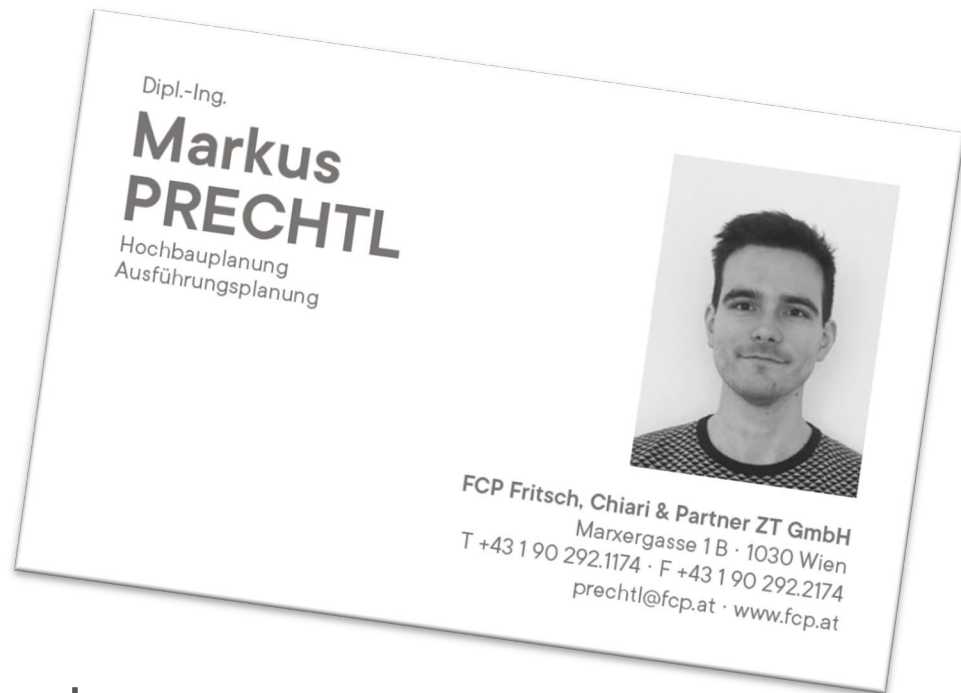 Dipl.-Ing.
Markus
PRECHTL
Hochbauplanung
Ausführungsplanung
FCP Fritsch, Chiari & Partner ZT GmbH
Marxergasse 1 B · 1030 Wien
T +43 1 90 292.1174 · F +43 1 90 292.2174
prechtl@fcp.at · www.fcp.at